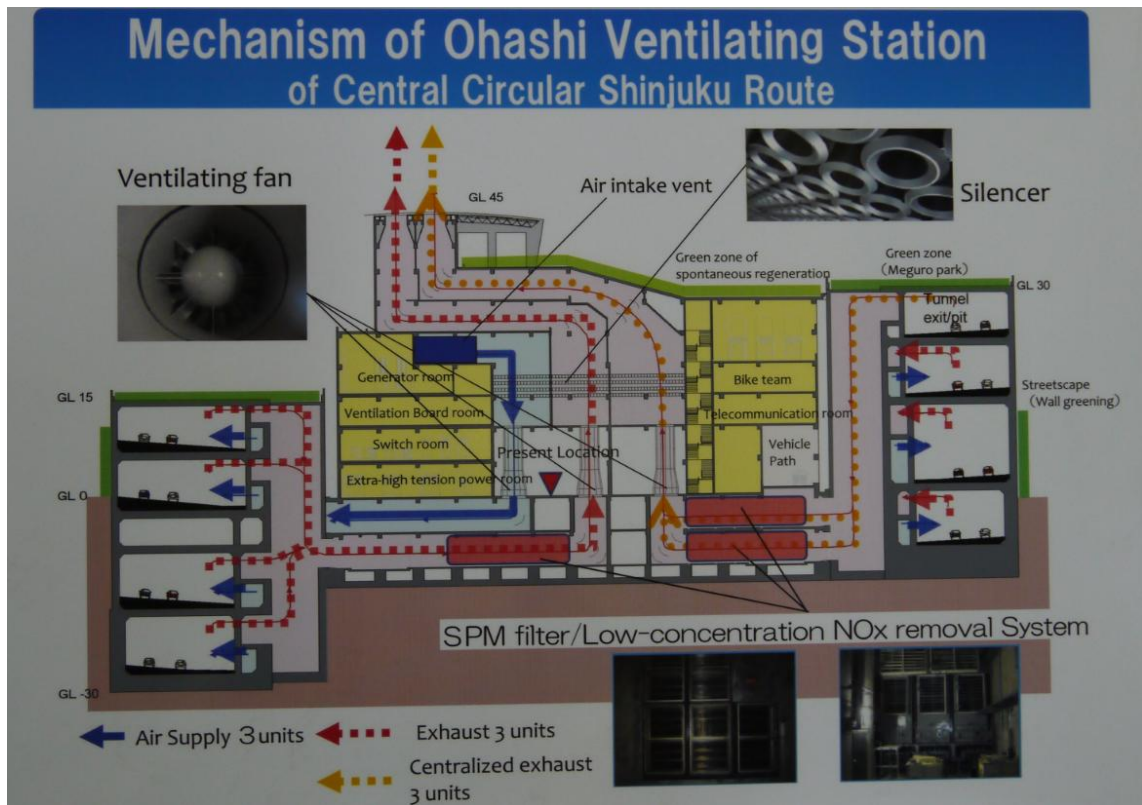 Mechanism of Ohashi Ventilating Station
of Central Circular Shinjuku Route
Ventilating fan
GL 45
Air intake vent
Silencer
Green zone of
spontaneous regeneration
Green zone
(Meguro park)
GL 30
Tunnel
exit/pit
Generator room
Bike team
Streetscape
(Wall greening)
GL 15
Ventilation Board room
Telecommunication room
Switch room
Present Location
Vehicle
Path
Extra-high tension power room
GL 0
SPM filter/Low-concentration NOx removal System
GL -30
Air Supply 3 units
Exhaust 3 units
Centralized exhaust
3 units